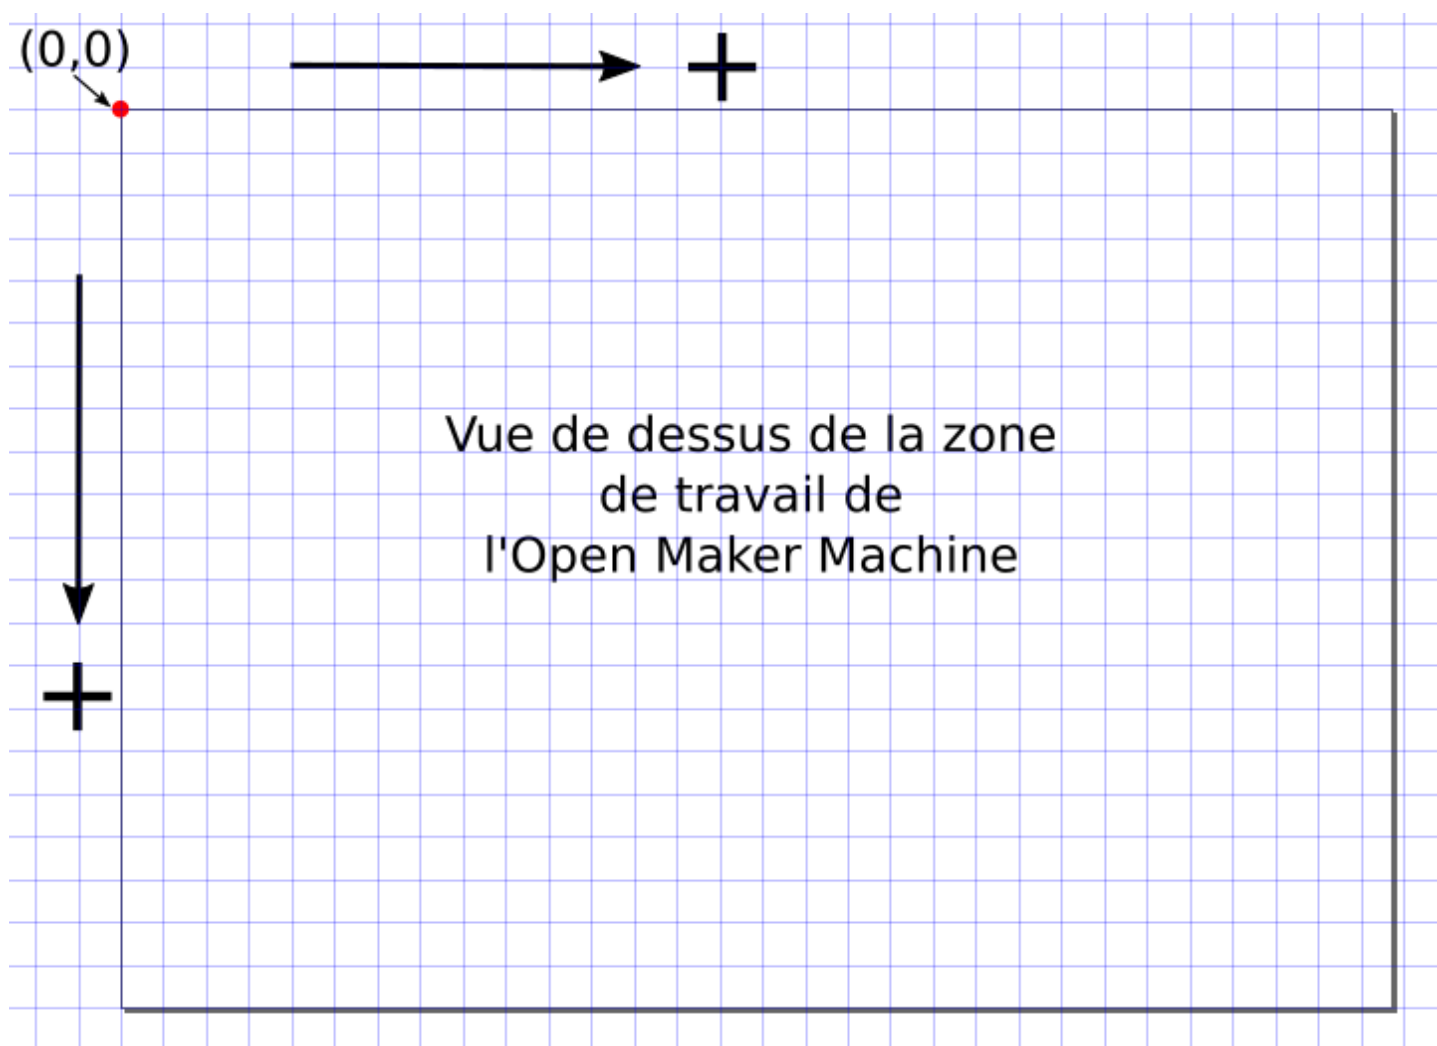 (0,0)
+
Vue de dessus de la zone
de travail de
l'Open Maker Machine
+